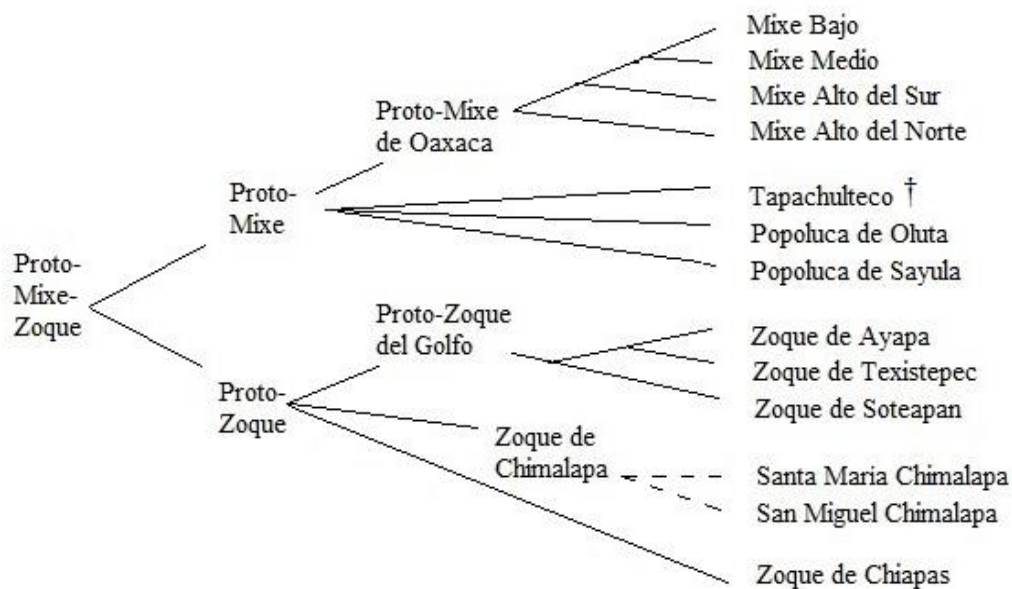 Mixe Bajo
Mixe Medio
Mixe Alto del Sur
Mixe Alto del Norte
Proto-Mixe
de Oaxaca
Tapachulteco †
Popoluca de Oluta
Popoluca de Sayula
Proto-
Mixe
Proto-
Mixe-
Zoque
Proto-Zoque
del Golfo
Zoque de Ayapa
Zoque de Texistepec
Zoque de Soteapan
Proto-
Zoque
Zoque de
Chimalapa
Santa Maria Chimalapa
San Miguel Chimalapa
Zoque de Chiapas